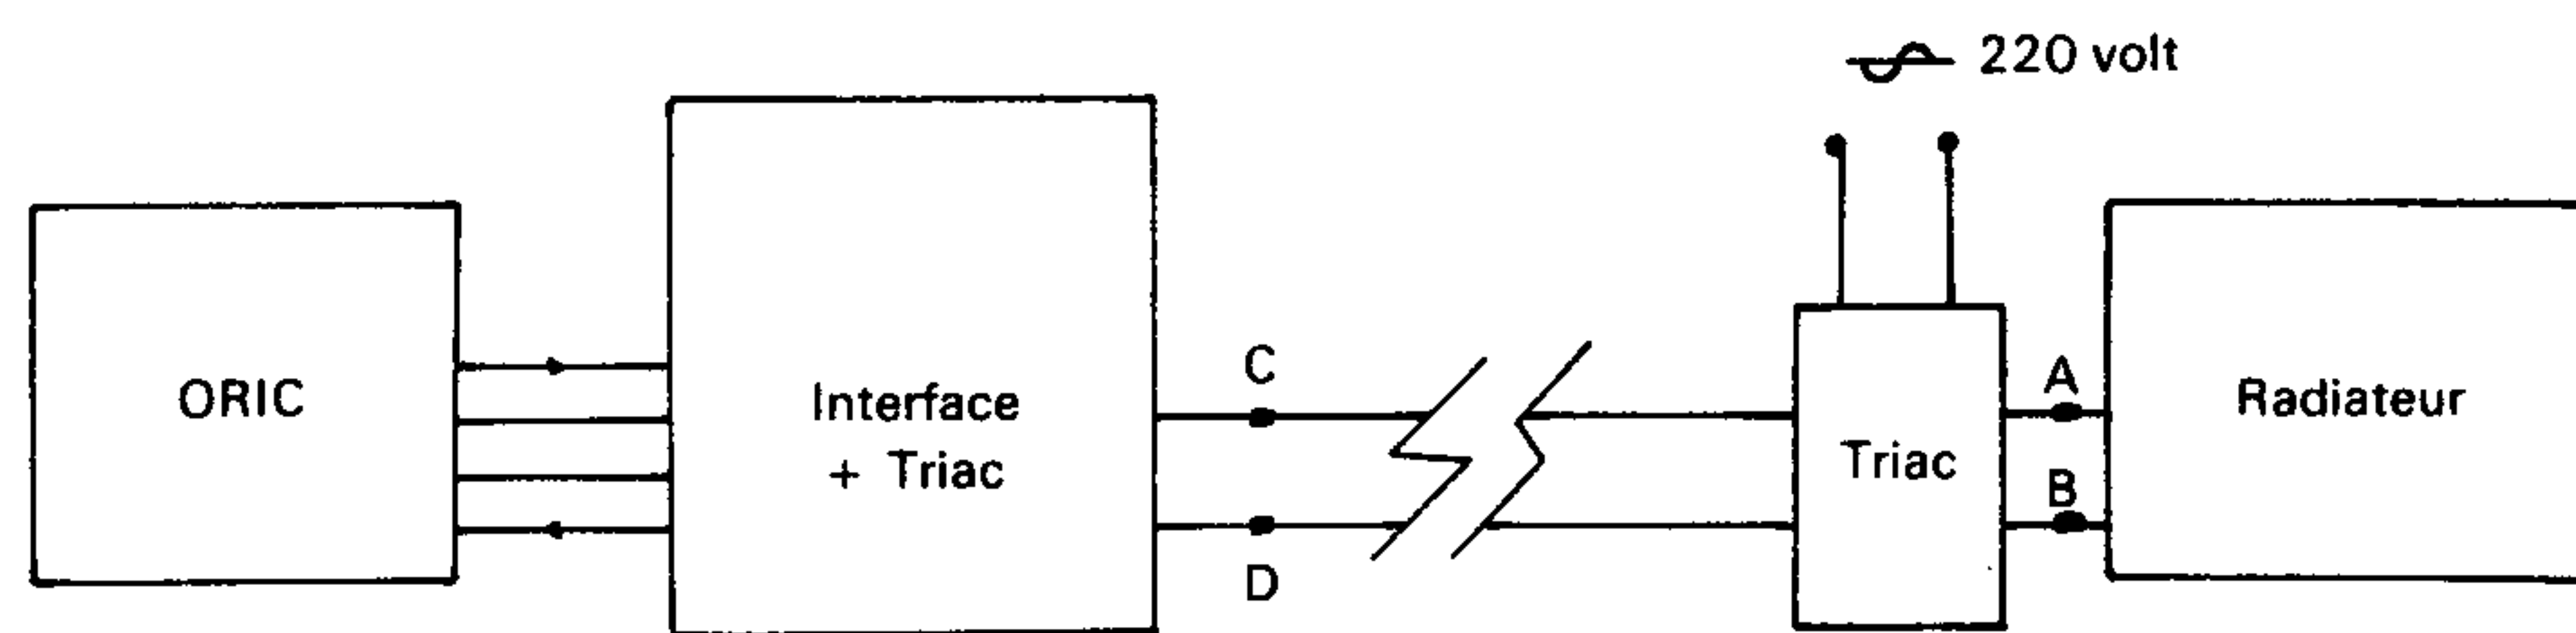 220 volt
ORIC
Interface
+ Triac
C
D
Triac
A
B
Radiateur